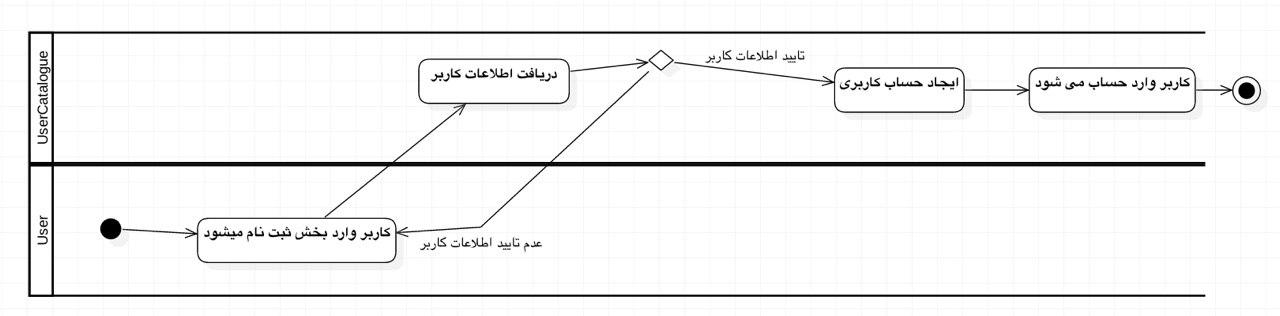 UserCatalogue
دریافت اطلاعات کاربر
تایید اطلاعات کاربر
ایجاد حساب کاربری
کاربر وارد حساب می شود
User
کاربر وارد بخش ثبت نام میشود
عدم تایید اطلاعات کاربر